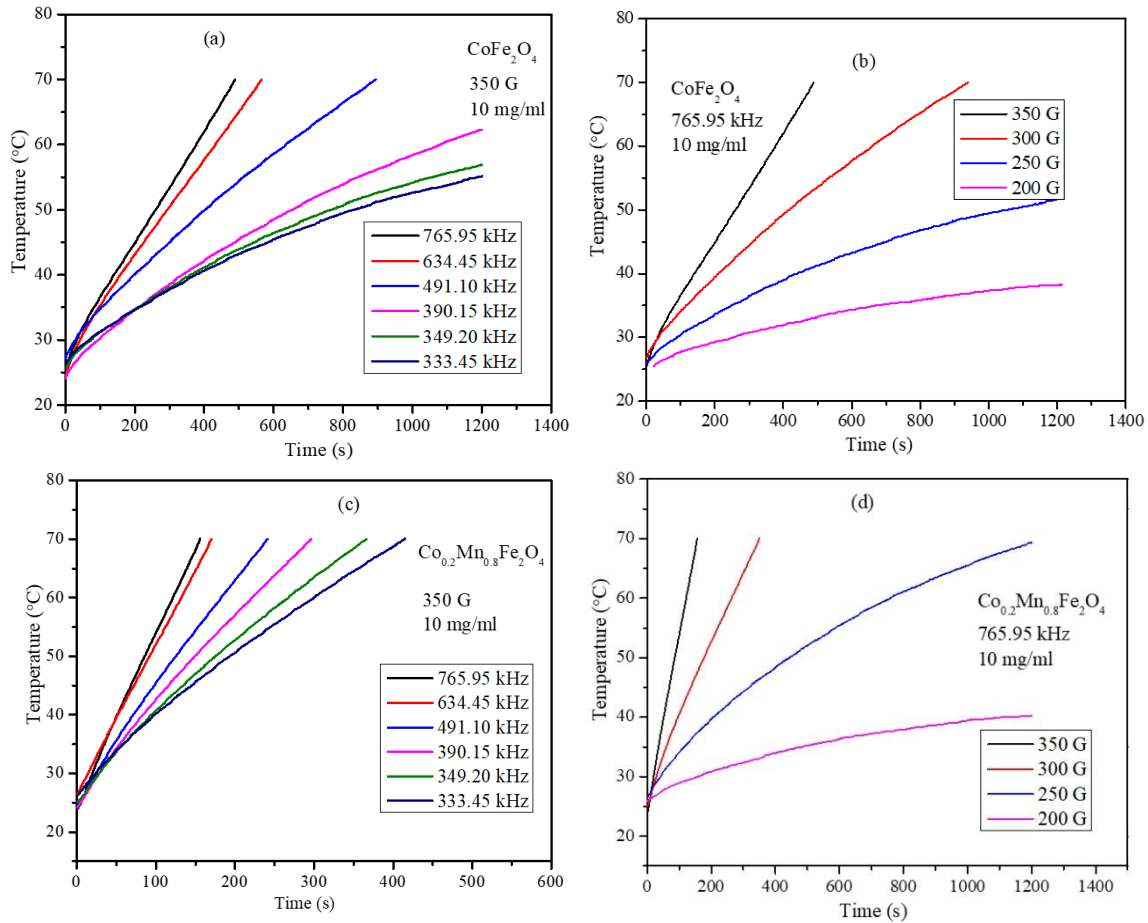 (a)
CoFe₂O₄
350 G
10 mg/ml
765.95 kHz
634.45 kHz
491.10 kHz
390.15 kHz
349.20 kHz
333.45 kHz
Temperature (°C)
80
70
60
50
40
30
20
0 200 400 600 800 1000 1200 1400
Time (s)
(b)
CoFe₂O₄
765.95 kHz
10 mg/ml
350 G
300 G
250 G
200 G
Temperature (°C)
80
70
60
50
40
30
20
0 200 400 600 800 1000 1200 1400
Time (s)
(c)
Co₀.₂Mn₀.₈Fe₂O₄
350 G
10 mg/ml
765.95 kHz
634.45 kHz
491.10 kHz
390.15 kHz
349.20 kHz
333.45 kHz
Temperature (°C)
80
70
60
50
40
30
20
0 100 200 300 400 500 600
Time (s)
(d)
Co₀.₂Mn₀.₈Fe₂O₄
765.95 kHz
10 mg/ml
350 G
300 G
250 G
200 G
Temperature (°C)
80
70
60
50
40
30
20
0 200 400 600 800 1000 1200 1400
Time (s)